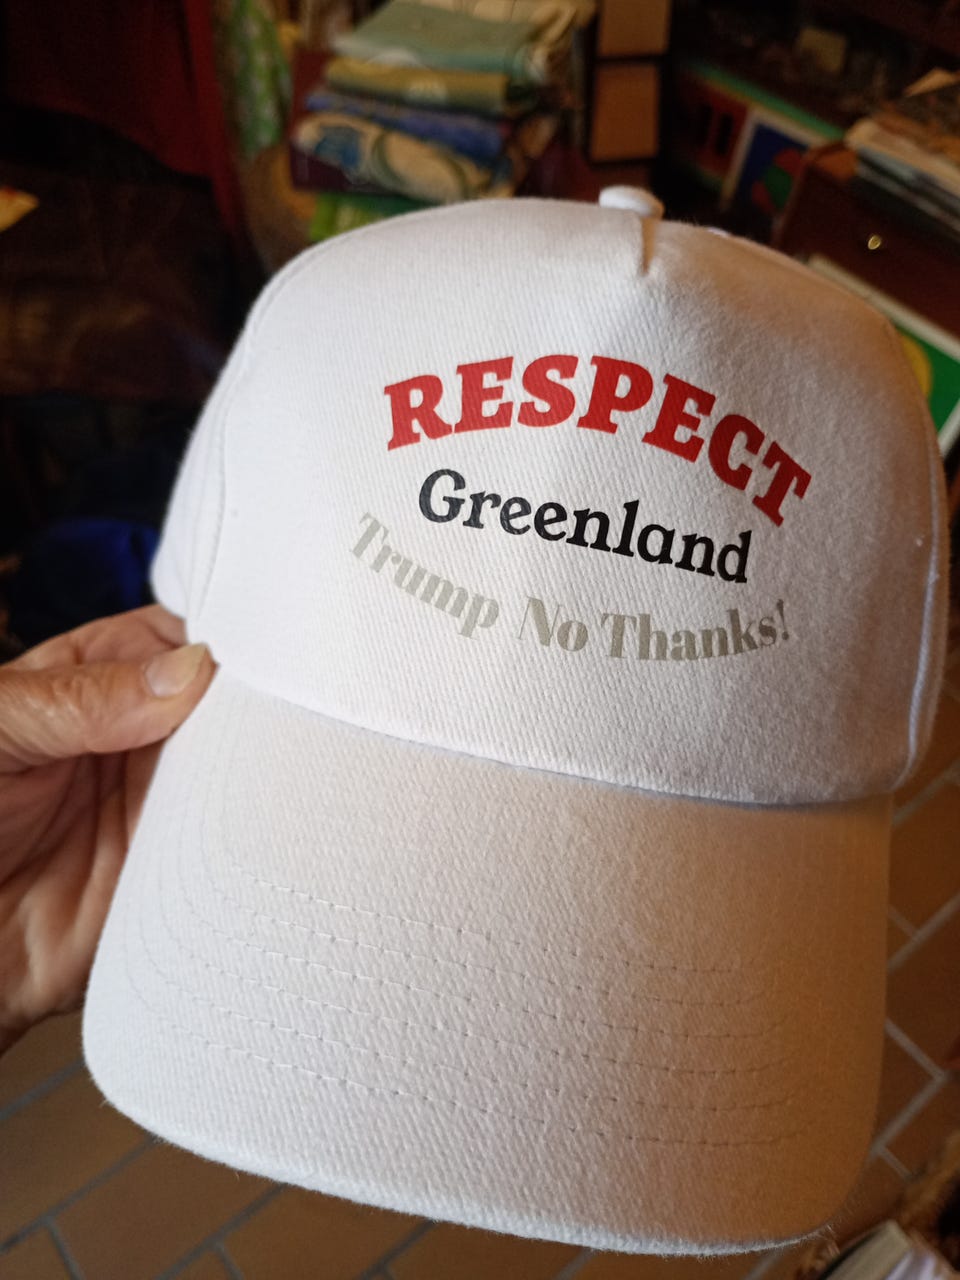 RESPECT
Greenland
Trump No Thanks!